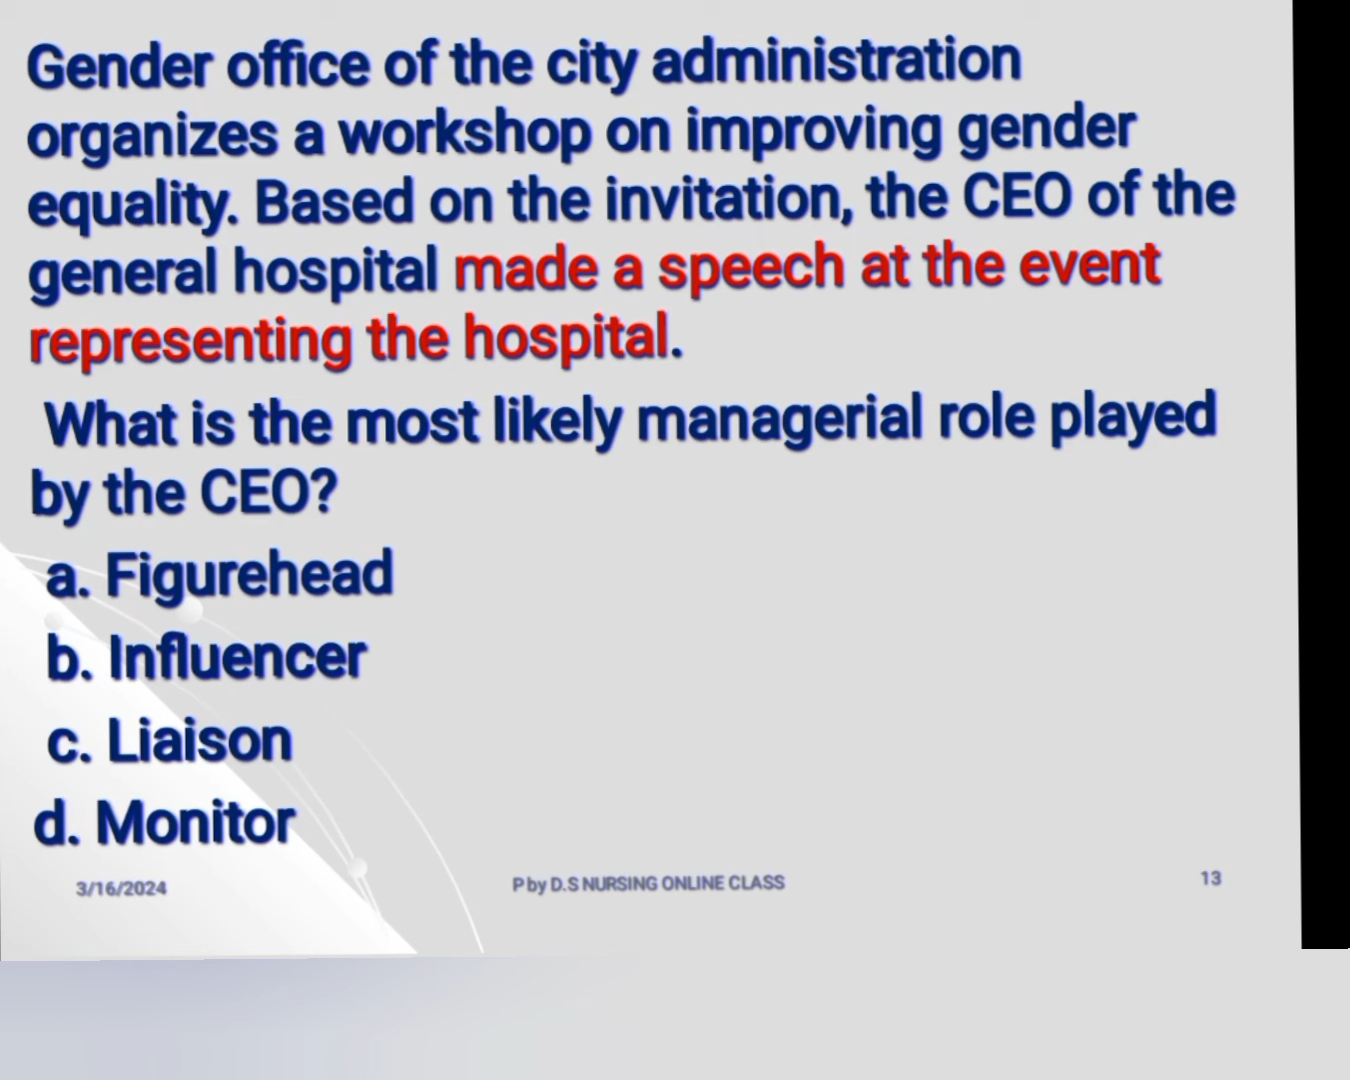 Gender office of the city administration
organizes a workshop on improving gender
equality. Based on the invitation, the CEO of the
general hospital made a speech at the event
representing the hospital.
What is the most likely managerial role played
by the CEO?
a. Figurehead
b. Influencer
c. Liaison
d. Monitor
3/16/2024 P by D.S NURSING ONLINE CLASS 13